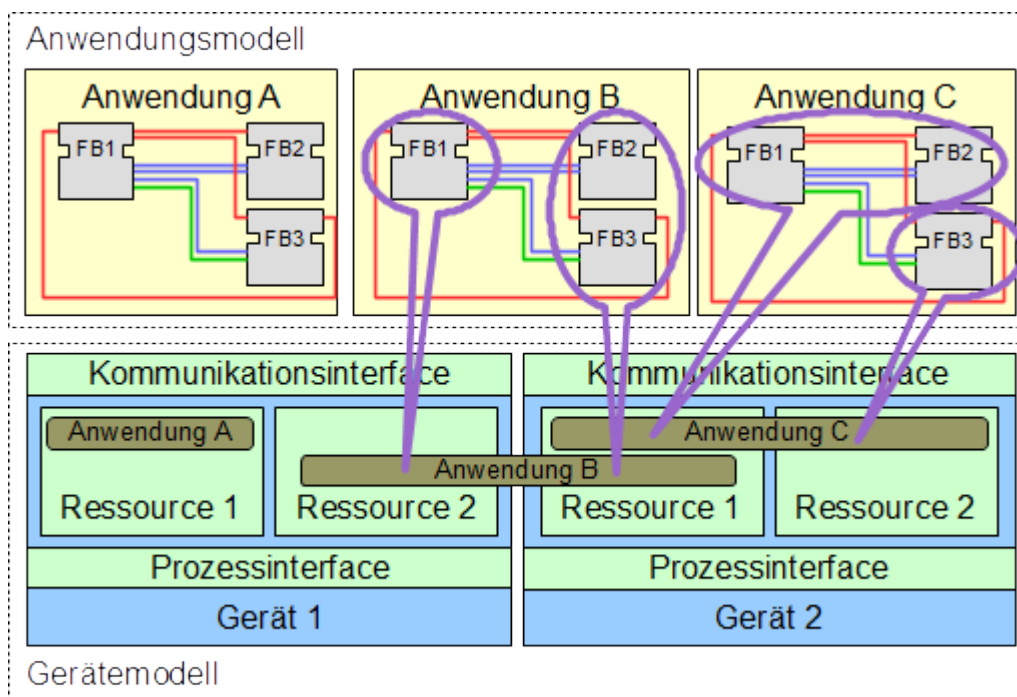 Anwendungsmodell
Anwendung A
Anwendung B
Anwendung C
FB1
FB2
FB3
FB1
FB2
FB3
FB1
FB2
FB3
Kommunikationsinterface
Kommunikationsinterface
Anwendung A
Anwendung C
Anwendung B
Ressource 1
Ressource 2
Ressource 1
Ressource 2
Prozessinterface
Prozessinterface
Gerät 1
Gerät 2
Gerätemodell